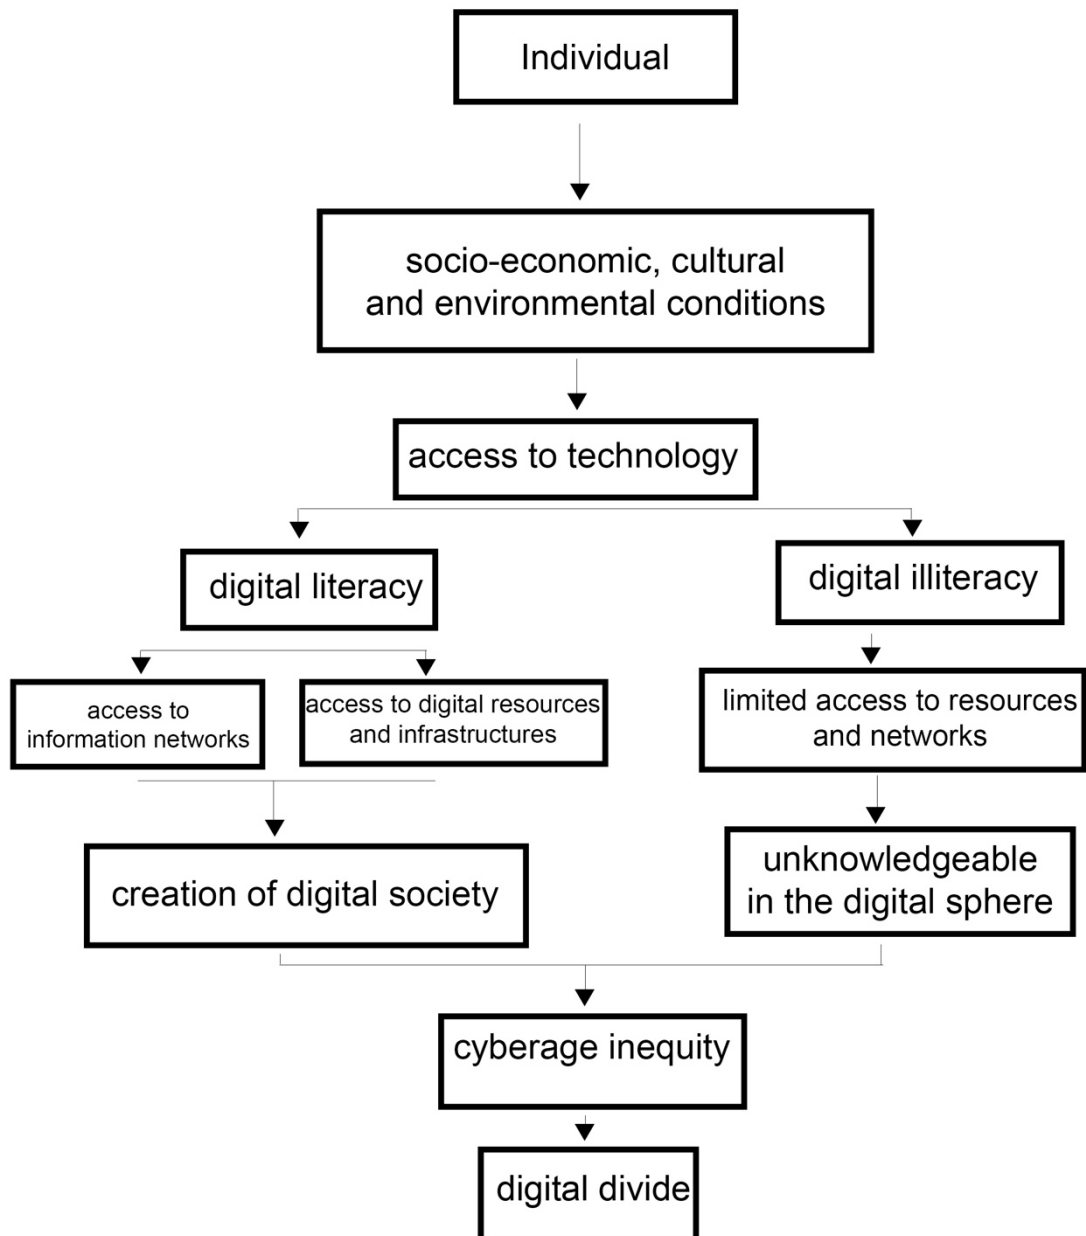 Individual
socio-economic, cultural
and environmental conditions
access to technology
digital literacy
digital illiteracy
access to
information networks
access to digital resources
and infrastructures
limited access to resources
and networks
creation of digital society
unknowledgeable
in the digital sphere
cyberage inequity
digital divide